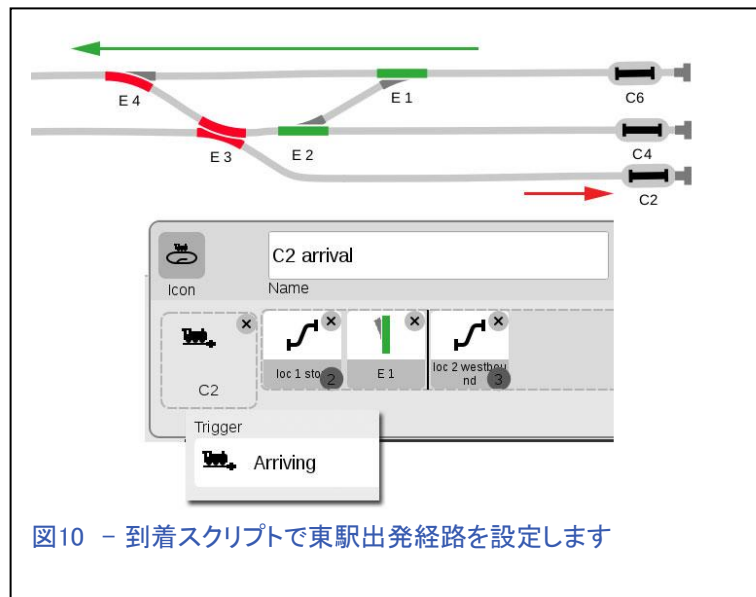 E 4
E 1
C6
E 3
E 2
C4
C2
C2 arrival
Icon
Name
C2
loc 1 sto
2
E 1
loc 2 westbou
nd
3
Trigger
Arriving
図10 － 到着スクリプトで東駅出発経路を設定します